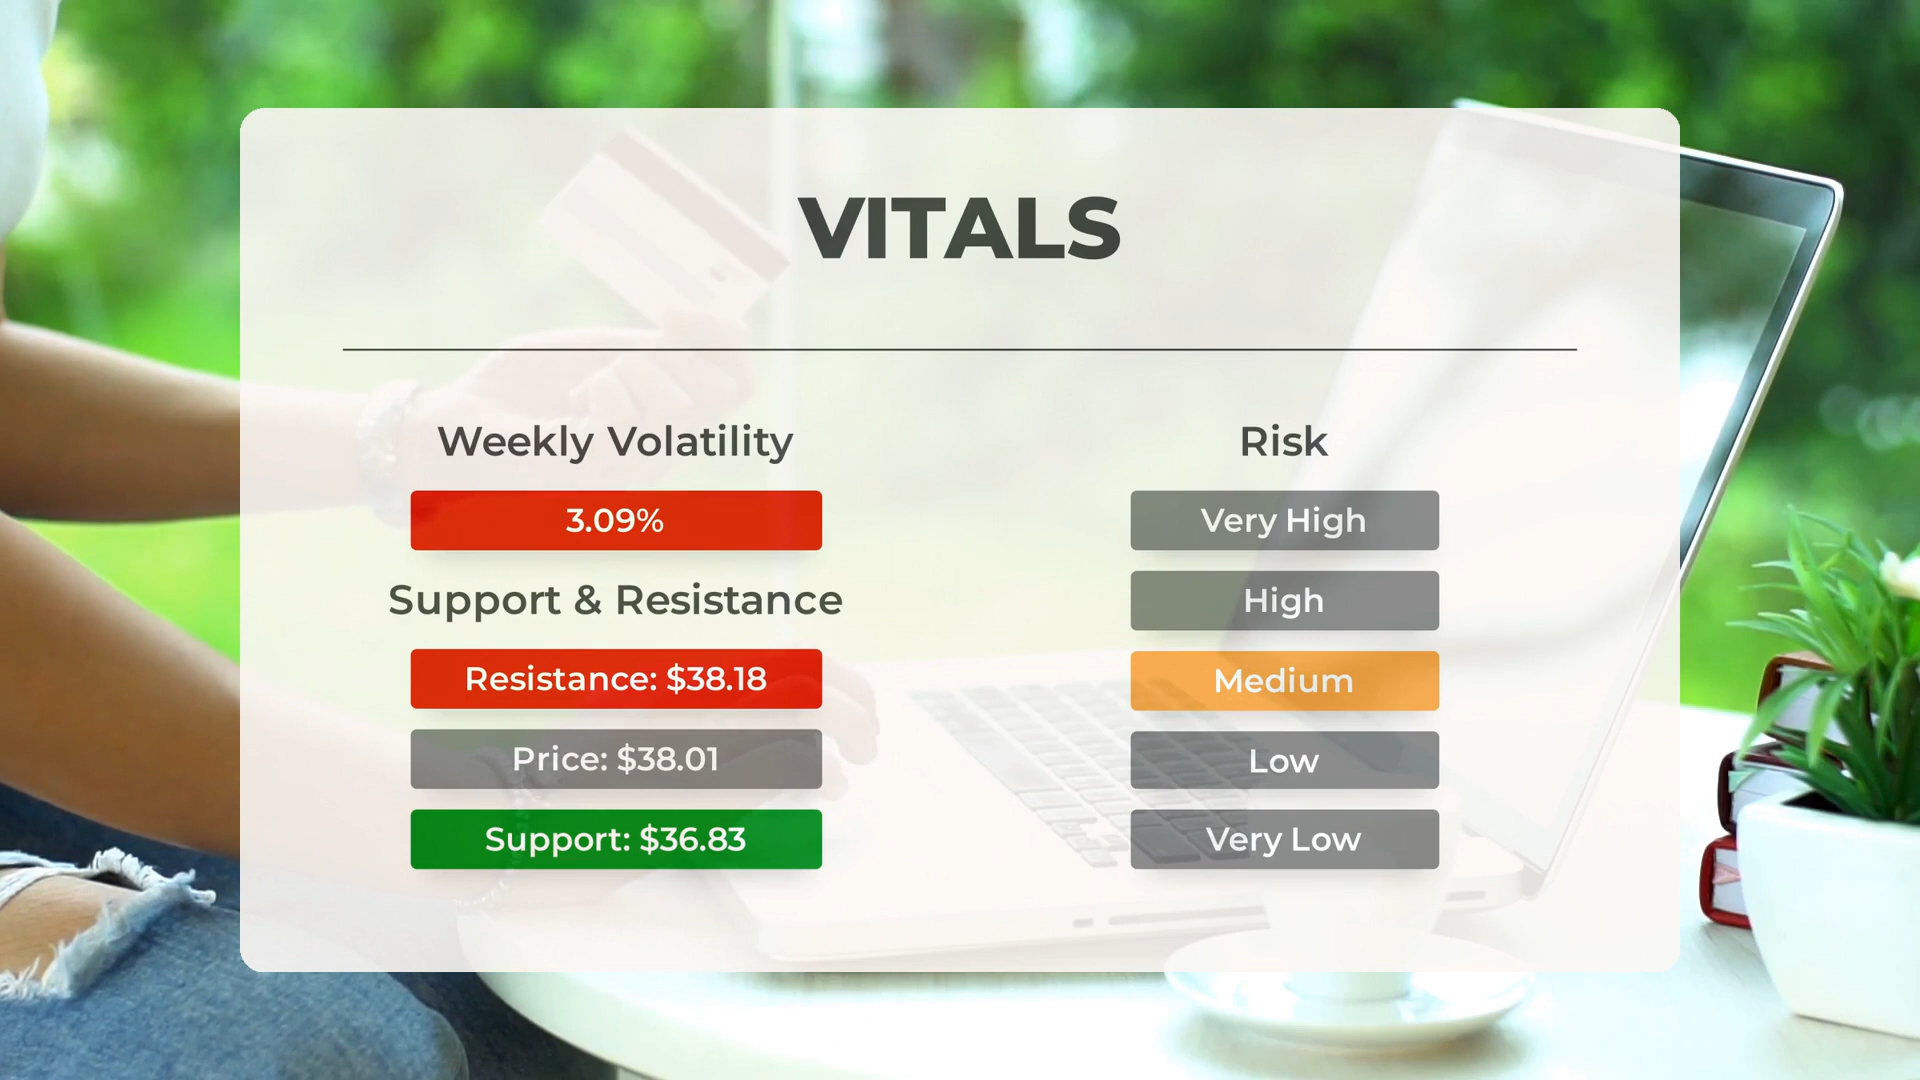 VITALS
Weekly Volatility
3.09%
Support & Resistance
Resistance: $38.18
Price: $38.01
Support: $36.83
Risk
Very High
High
Medium
Low
Very Low